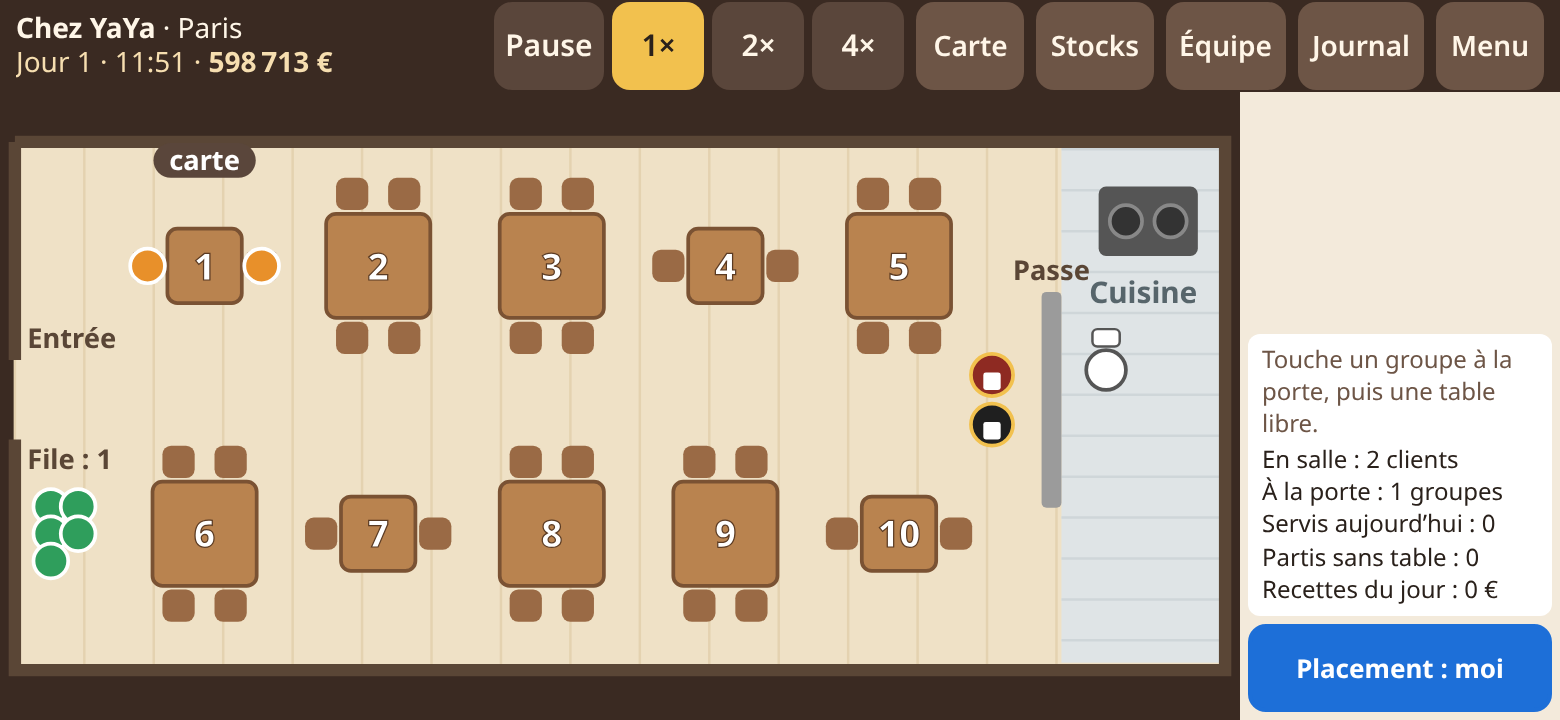 Chez YaYa · Paris
Jour 1 · 11:51 · 598 713 €
Pause
1×
2×
4×
Carte
Stocks
Équipe
Journal
Menu
carte
1
2
3
4
5
Passe
Cuisine
Entrée
File : 1
6
7
8
9
10
Touche un groupe à la
porte, puis une table
libre.
En salle : 2 clients
À la porte : 1 groupes
Servis aujourd’hui : 0
Partis sans table : 0
Recettes du jour : 0 €
Placement : moi